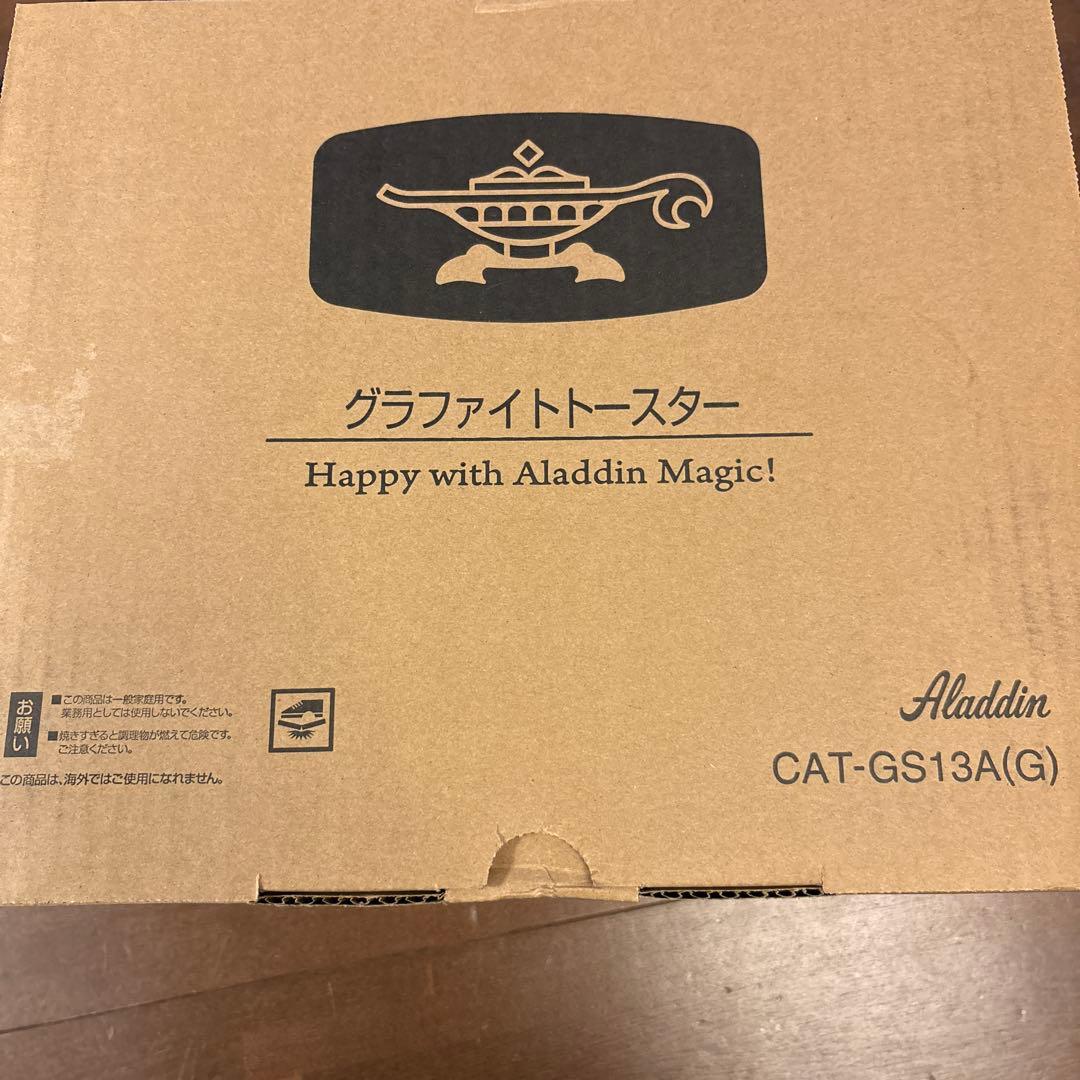 グラファイトトースター
Happy with Aladdin Magic!
お願い
■この商品は一般家庭用です。
業務用としては使用しないでください。
■焼きすぎると調理物が燃えて危険です。
ご注意ください。
この商品は、海外ではご使用になれません。
Aladdin
CAT-GS13A(G)